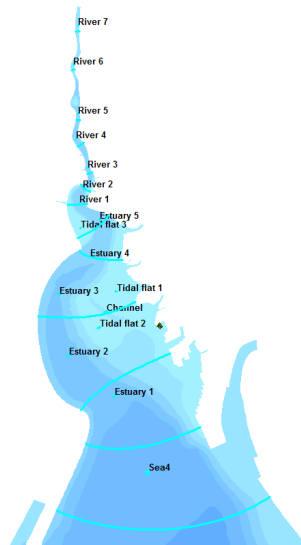 River 7
River 6
River 5
River 4
River 3
River 2
River 1
Estuary 5
Tidal flat 3
Estuary 4
Tidal flat 1
Estuary 3
Channel
Tidal flat 2
Estuary 2
Estuary 1
Sea4